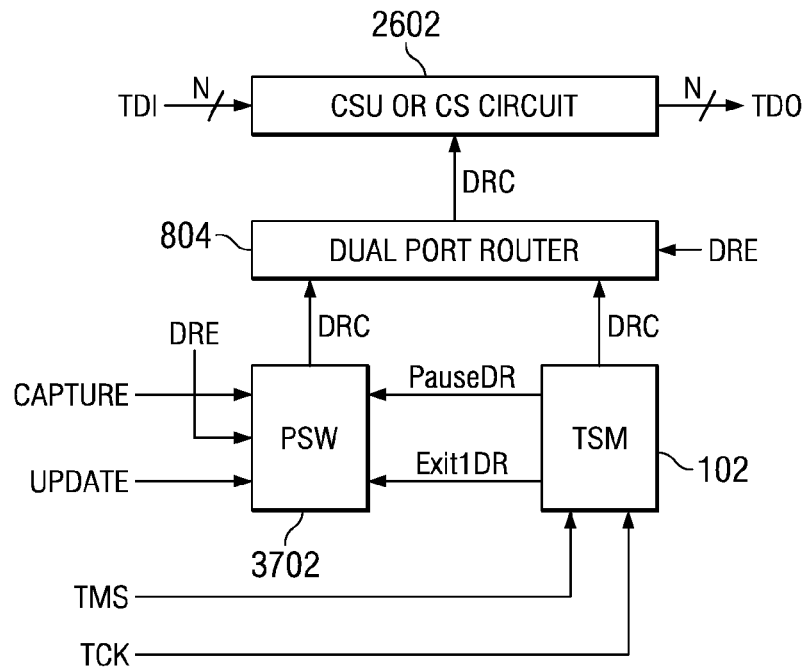 2602
TDI N CSU OR CS CIRCUIT N TDO
DRC
804 DUAL PORT ROUTER DRE
DRC DRC
DRE
CAPTURE PauseDR
PSW TSM
UPDATE Exit1DR 102
3702
TMS
TCK